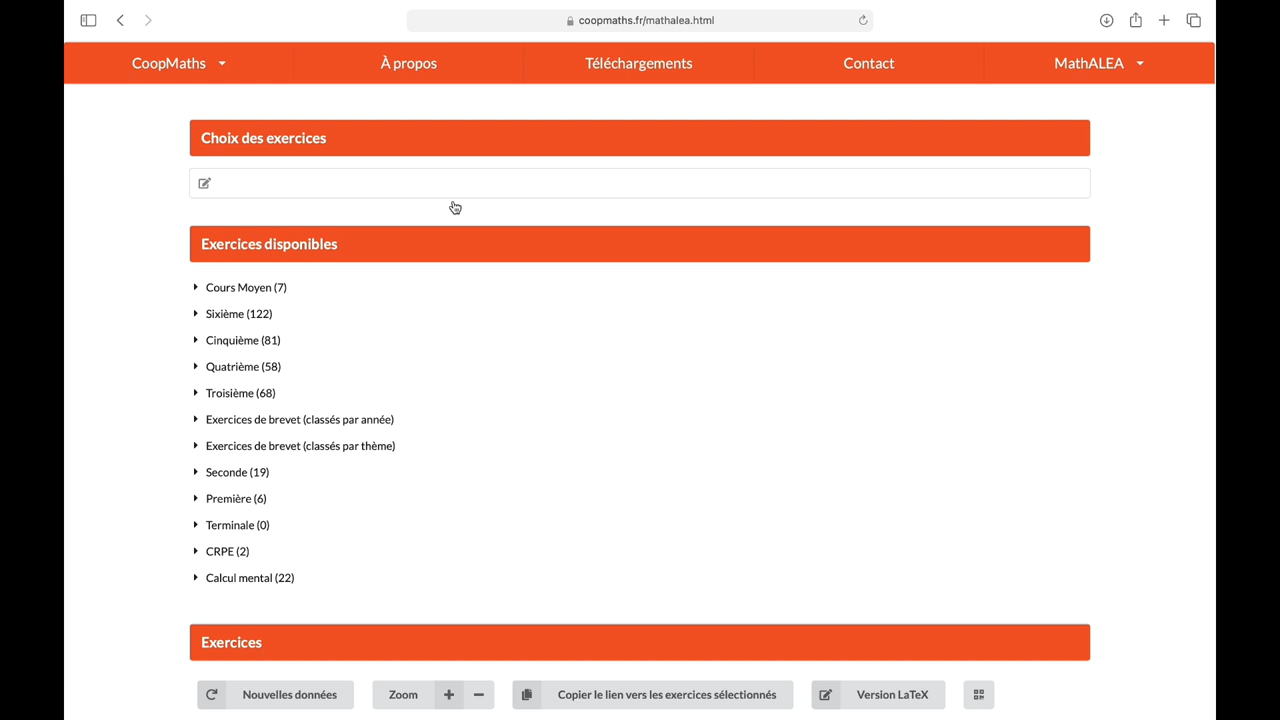 coopmaths.fr/mathalea.html
CoopMaths À propos Téléchargements Contact MathALEA
Choix des exercices
Exercices disponibles
Cours Moyen (7)
Sixième (122)
Cinquième (81)
Quatrième (58)
Troisième (68)
Exercices de brevet (classés par année)
Exercices de brevet (classés par thème)
Seconde (19)
Première (6)
Terminale (0)
CRPE (2)
Calcul mental (22)
Exercices
Nouvelles données Zoom Copier le lien vers les exercices sélectionnés Version LaTeX